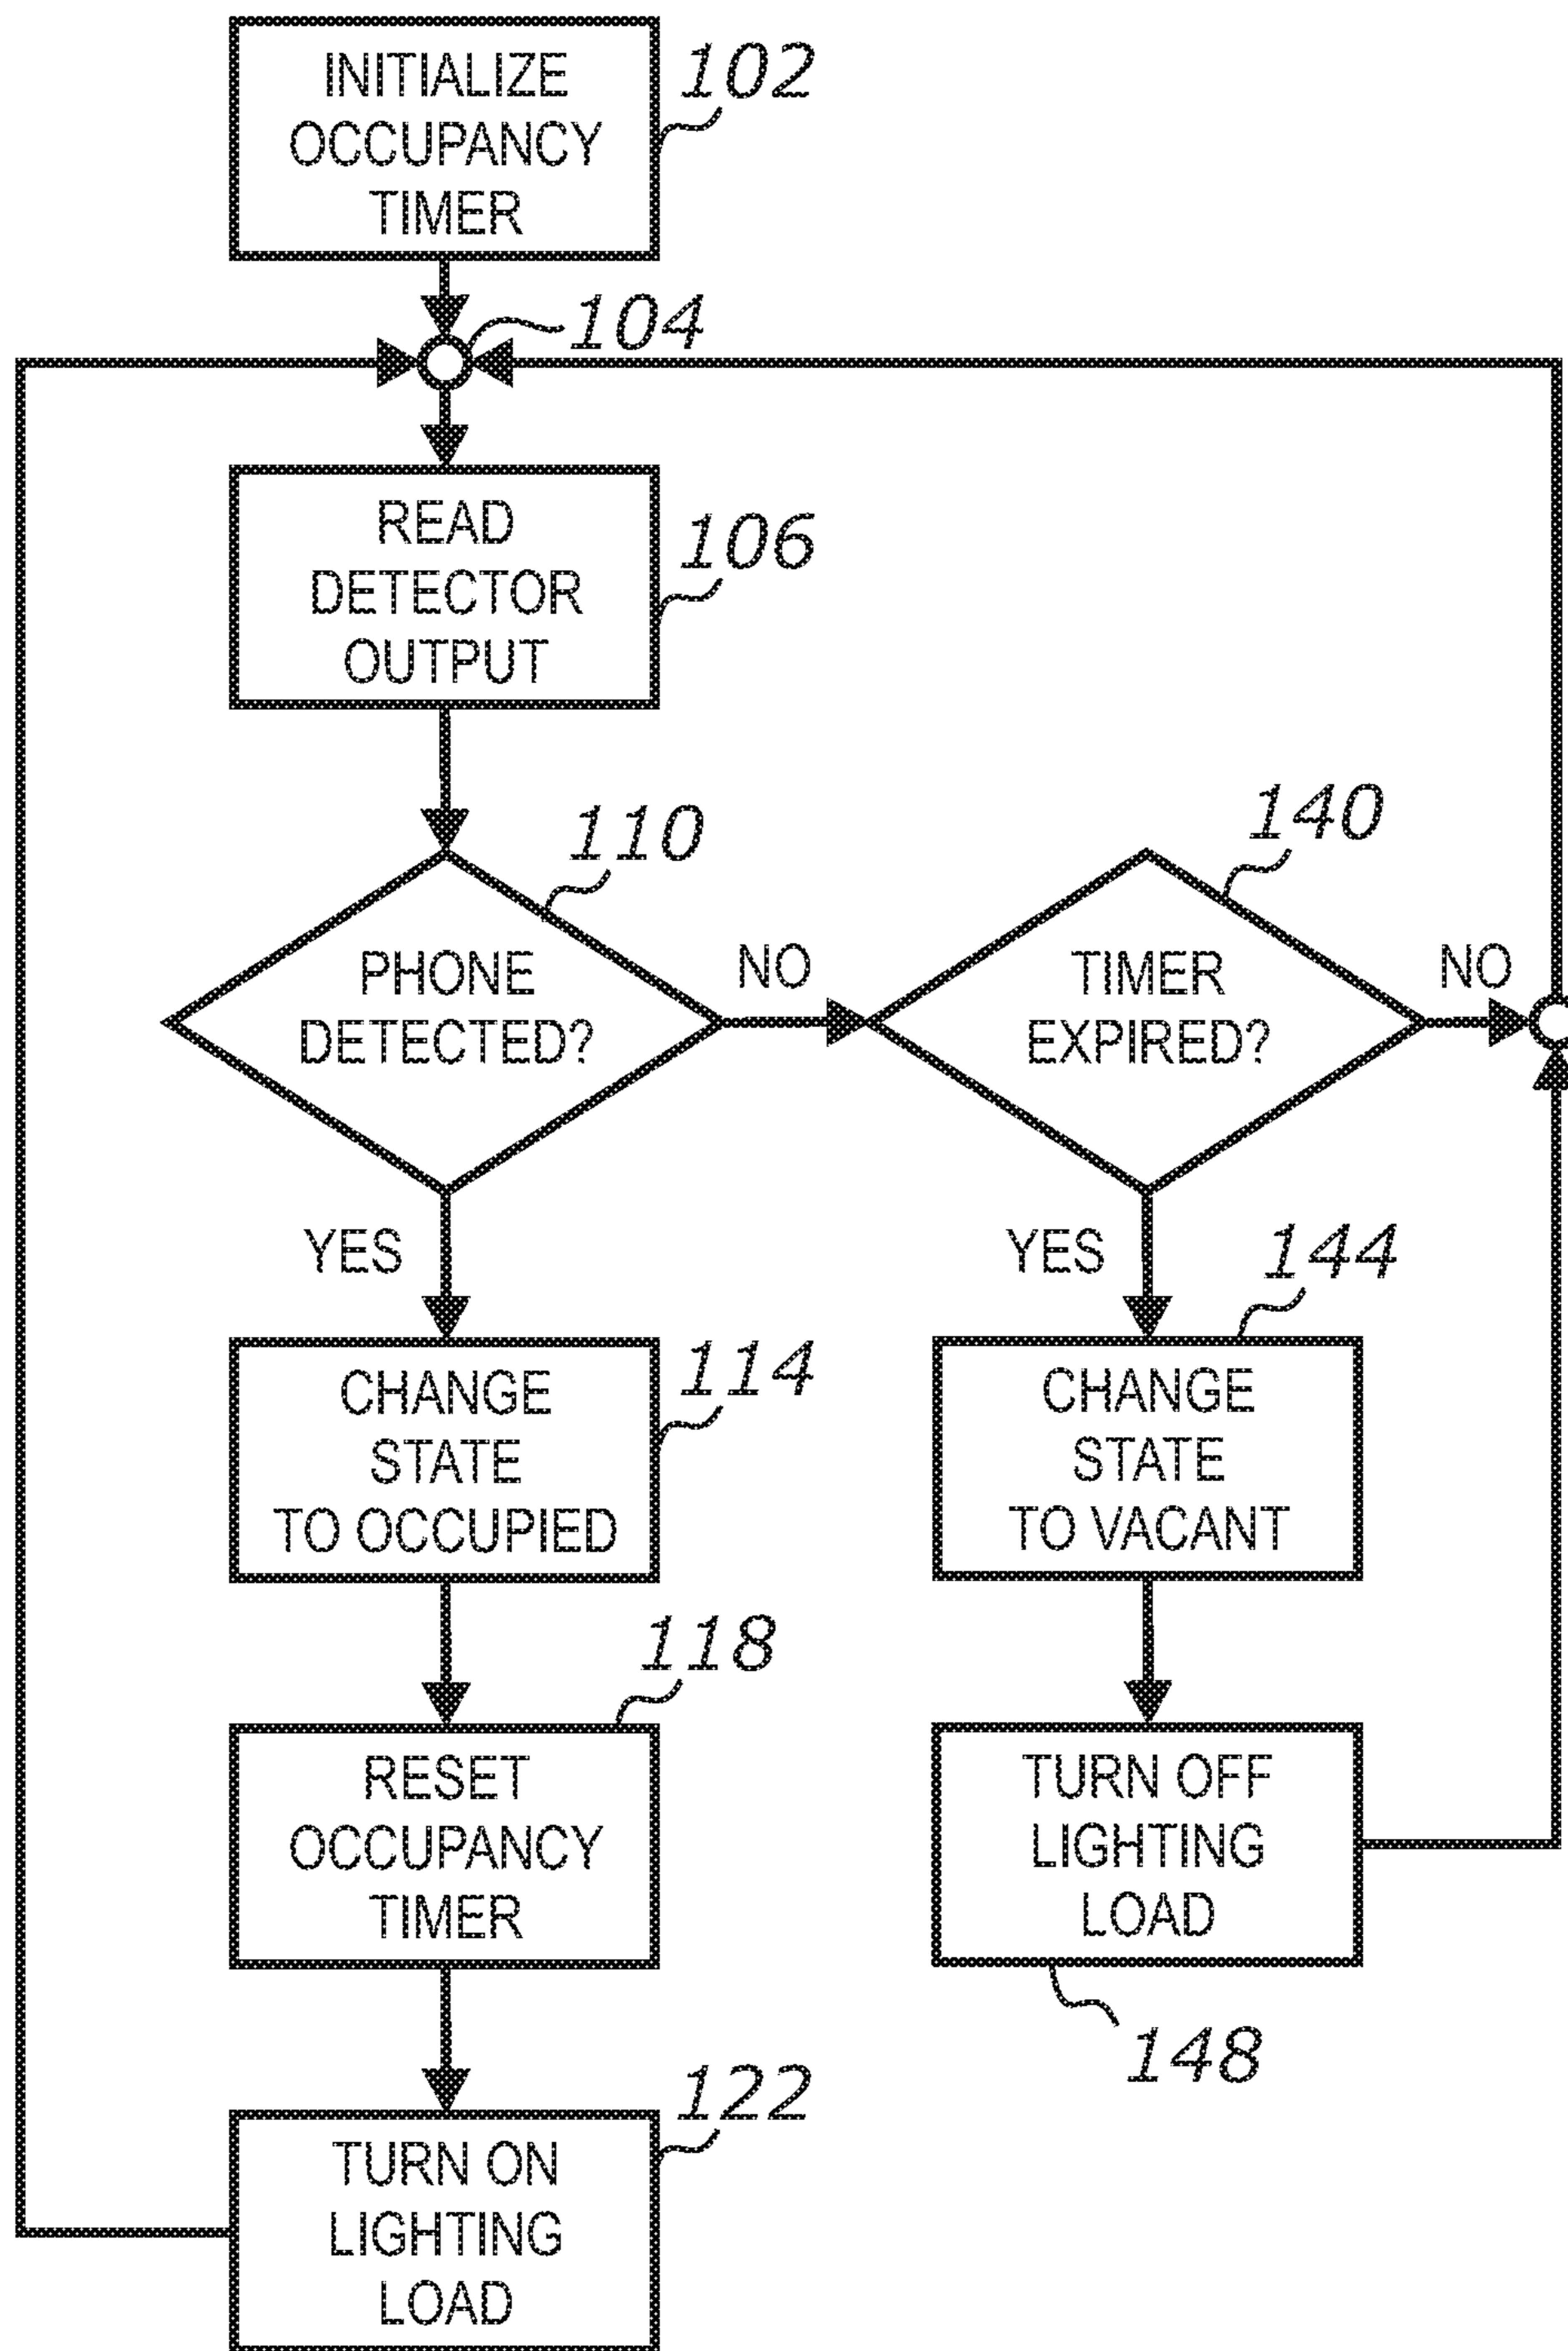 INITIALIZE
OCCUPANCY
TIMER
102
104
READ
DETECTOR
OUTPUT
106
110
PHONE
DETECTED?
NO
140
TIMER
EXPIRED?
NO
YES
YES
144
CHANGE
STATE
TO OCCUPIED
114
CHANGE
STATE
TO VACANT
118
RESET
OCCUPANCY
TIMER
TURN OFF
LIGHTING
LOAD
148
122
TURN ON
LIGHTING
LOAD